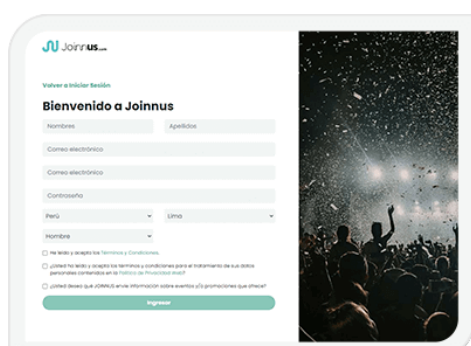 Joinnus.com
Volver a Iniciar Sesión
Bienvenido a Joinnus
Nombres Apellidos
Correo electrónico
Correo electrónico
Contraseña
Perú Lima
Hombre
He leído y acepto los Términos y Condiciones.
¿Usted ha leído y acepta los términos y condiciones para el tratamiento de sus datos
personales contenidos en la Política de Privacidad Web?
¿Usted desea que JOINNUS envíe información sobre eventos y/o promociones que ofrece?
Ingresar